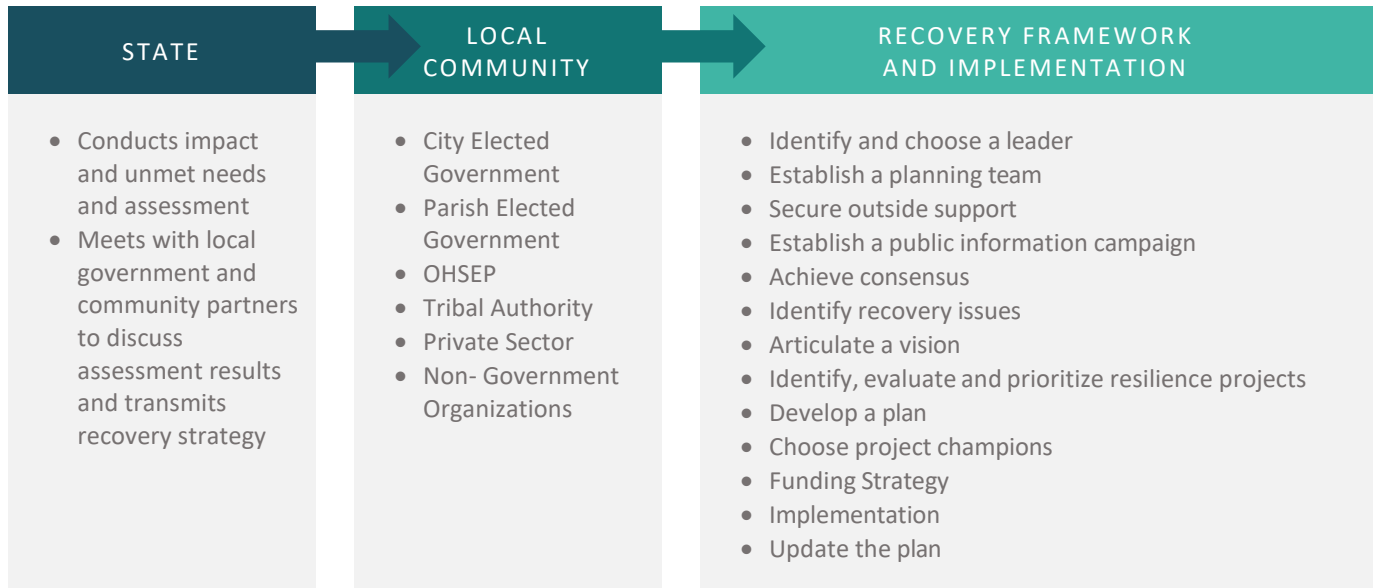 STATE
• Conducts impact
and unmet needs
and assessment
• Meets with local
government and
community partners
to discuss
assessment results
and transmits
recovery strategy
LOCAL
COMMUNITY
• City Elected
Government
• Parish Elected
Government
• OHSEP
• Tribal Authority
• Private Sector
• Non- Government
Organizations
RECOVERY FRAMEWORK
AND IMPLEMENTATION
• Identify and choose a leader
• Establish a planning team
• Secure outside support
• Establish a public information campaign
• Achieve consensus
• Identify recovery issues
• Articulate a vision
• Identify, evaluate and prioritize resilience projects
• Develop a plan
• Choose project champions
• Funding Strategy
• Implementation
• Update the plan